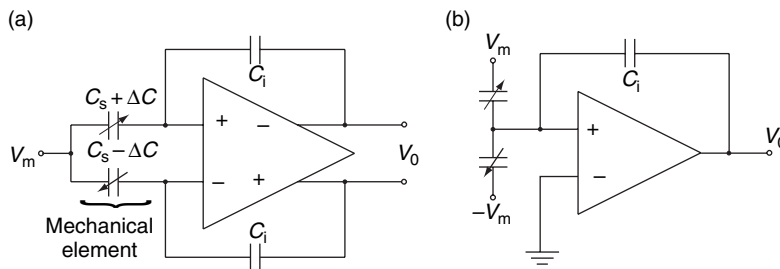 (a)
C_i
C_s + ΔC
+ −
V_m
C_s − ΔC
V_0
− +
Mechanical
element
C_i
(b)
V_m
C_i
+
V_0
−
−V_m